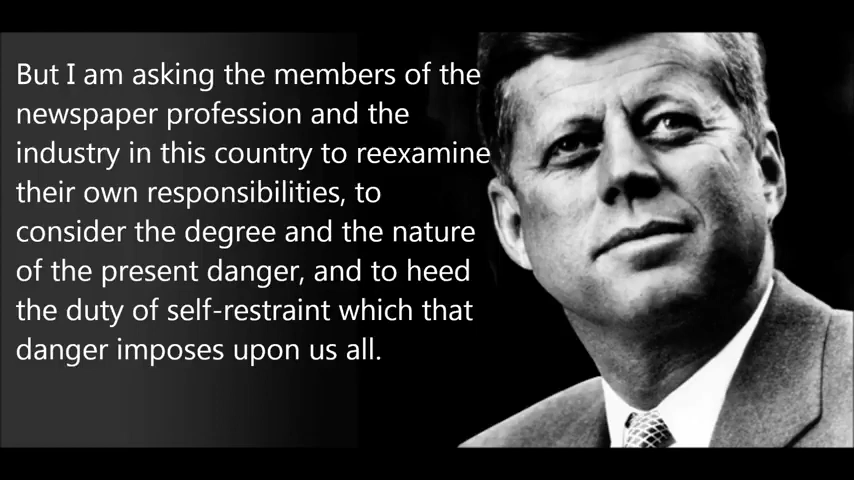 But I am asking the members of the
newspaper profession and the
industry in this country to reexamine
their own responsibilities, to
consider the degree and the nature
of the present danger, and to heed
the duty of self-restraint which that
danger imposes upon us all.